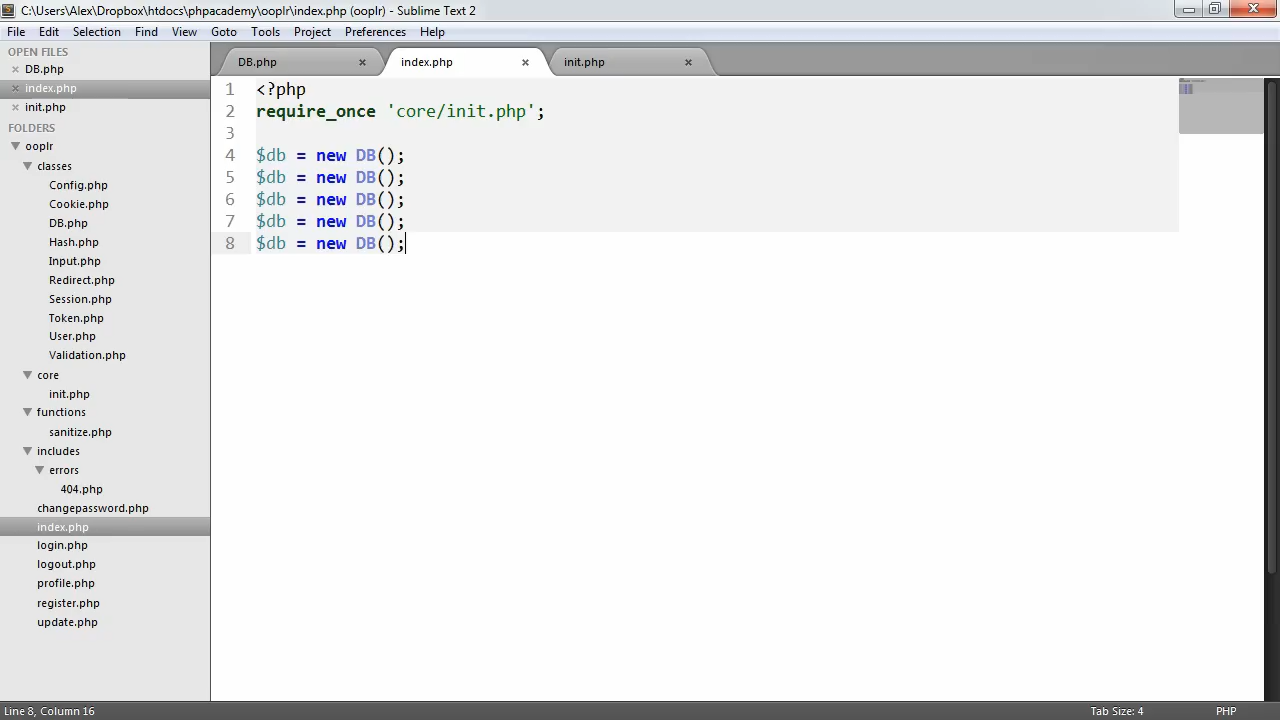 C:\Users\Alex\Dropbox\htdocs\phpacademy\ooplr\index.php (ooplr) - Sublime Text 2
File Edit Selection Find View Goto Tools Project Preferences Help
OPEN FILES
DB.php
index.php
init.php
FOLDERS
ooplr
classes
Config.php
Cookie.php
DB.php
Hash.php
Input.php
Redirect.php
Session.php
Token.php
User.php
Validation.php
core
init.php
functions
sanitize.php
includes
errors
404.php
changepassword.php
index.php
login.php
logout.php
profile.php
register.php
update.php
DB.php index.php init.php
1 <?php
2 require_once 'core/init.php';
3
4 $db = new DB();
5 $db = new DB();
6 $db = new DB();
7 $db = new DB();
8 $db = new DB();
Line 8, Column 16 Tab Size: 4 PHP